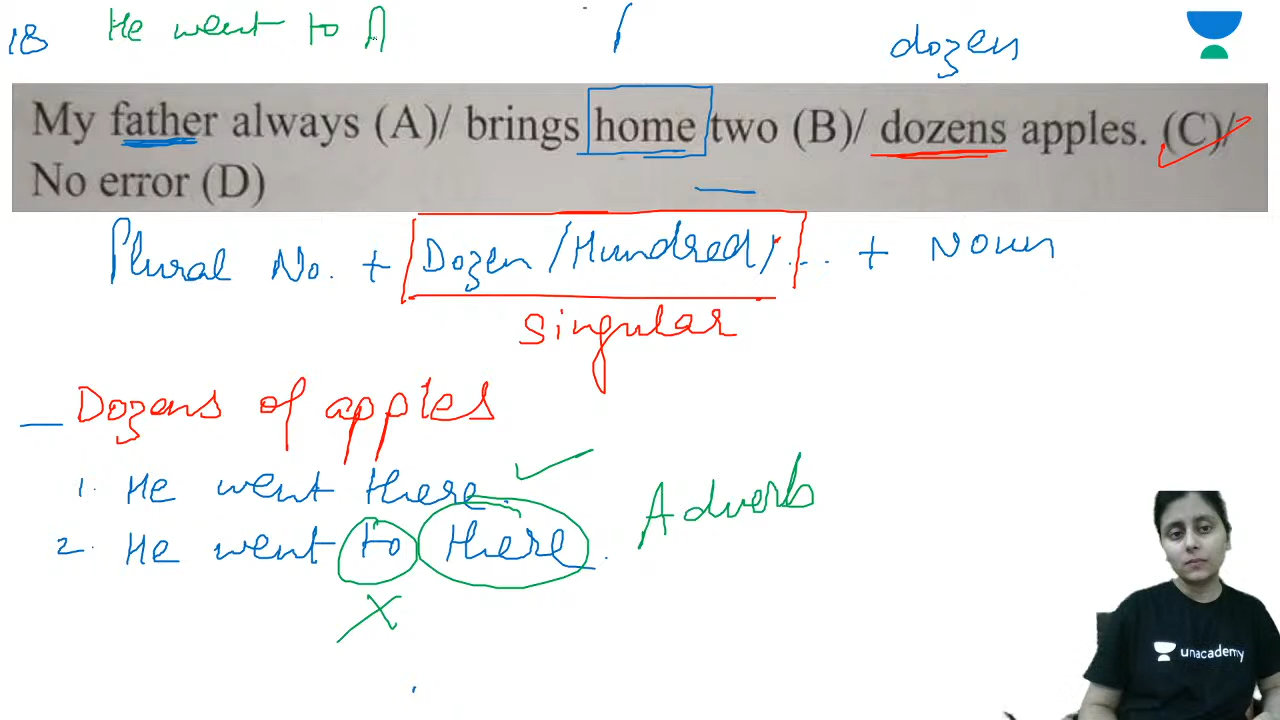 18 He went to A
dozen
My father always (A)/ brings home two (B)/ dozens apples. (C)/
No error (D)
Plural No. + Dozen / Hundred / ... + Noun
Singular
Dozens of apples
1. He went there.
2. He went to there.
Adverb
unacademy